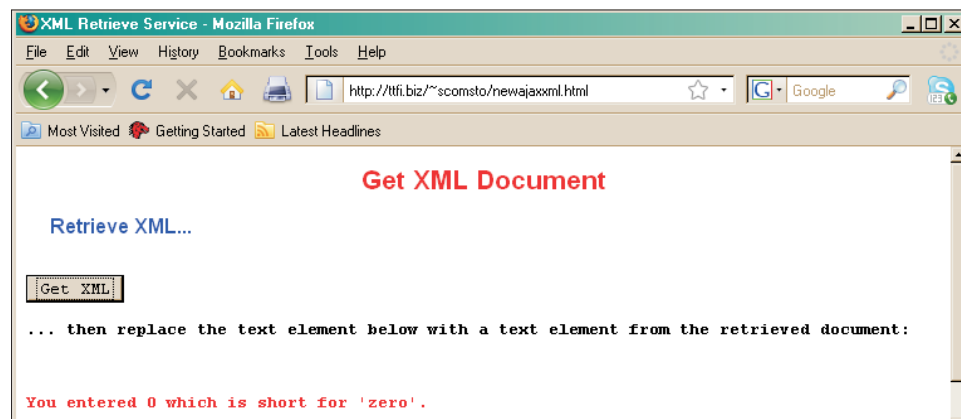 XML Retrieve Service - Mozilla Firefox
File Edit View History Bookmarks Tools Help
http://ttfi.biz/~scomsto/newajaxxml.html G Google 123
Most Visited Getting Started Latest Headlines
Get XML Document
Retrieve XML...
Get XML
... then replace the text element below with a text element from the retrieved document:
You entered 0 which is short for 'zero'.